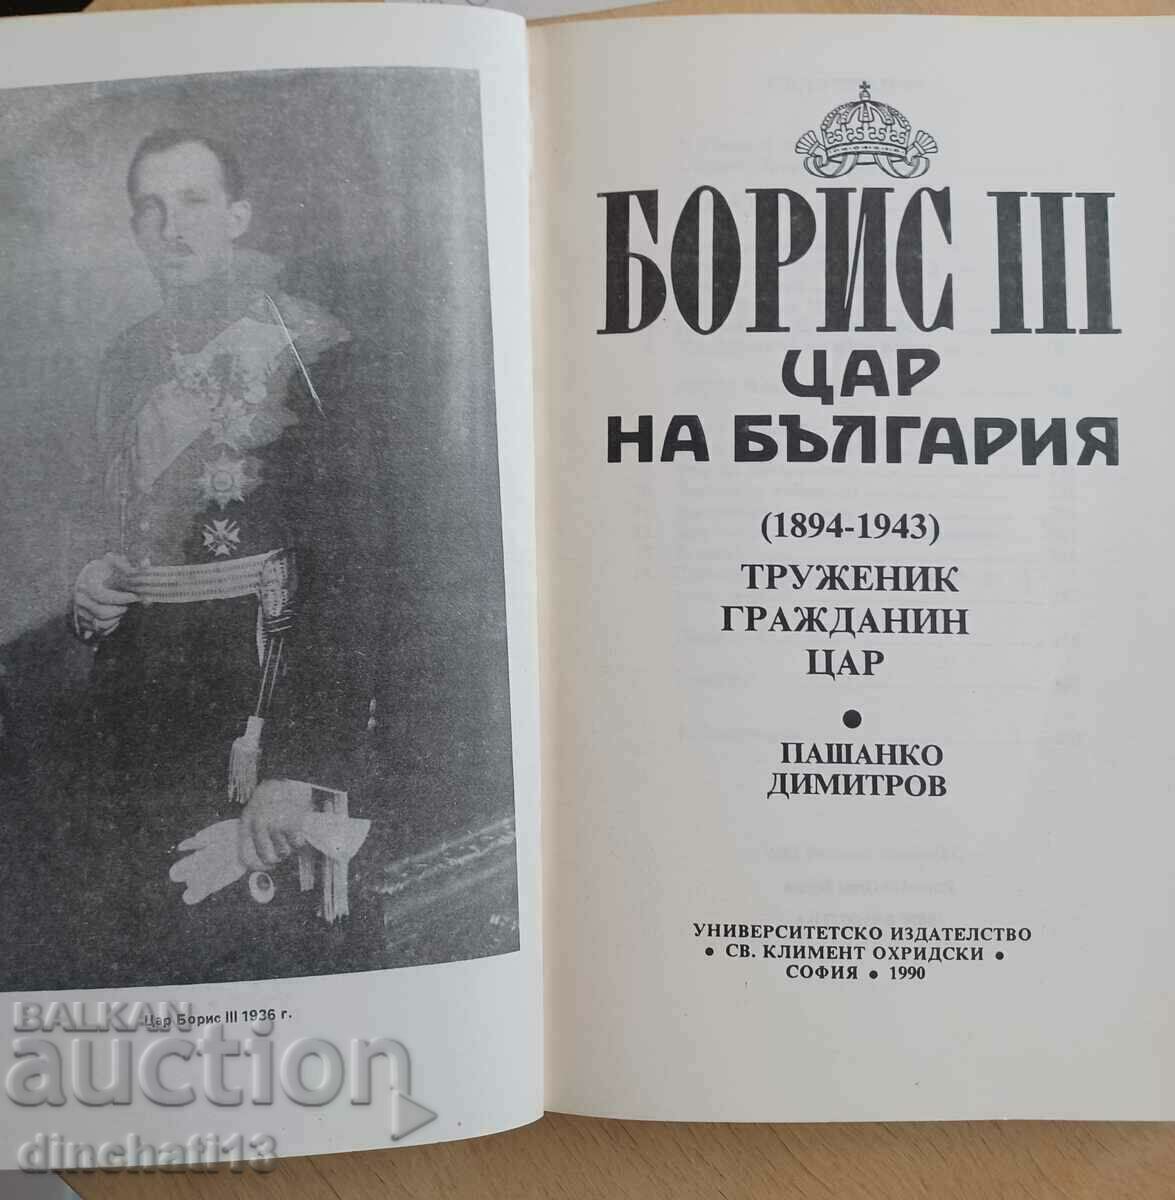 Цар Борис III 1936 г.
BALKAN
auction
dinchati13
БОРИС III
ЦАР
НА БЪЛГАРИЯ
(1894-1943)
ТРУЖЕНИК
ГРАЖДАНИН
ЦАР
●
ПАШАНКО
ДИМИТРОВ
УНИВЕРСИТЕТСКО ИЗДАТЕЛСТВО
• СВ. КЛИМЕНТ ОХРИДСКИ •
СОФИЯ • 1990